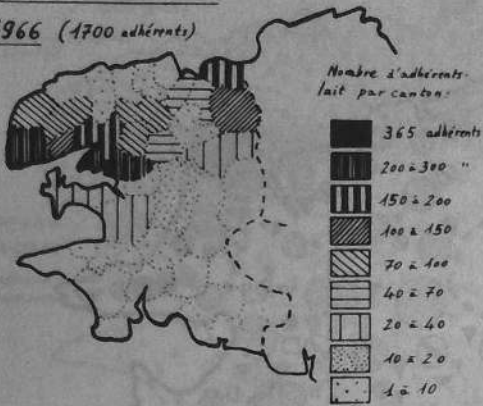 1966 (1700 adhérents)
Nombre d'adhérents-
lait par canton:
365 adhérents
200 à 300 "
150 à 200
100 à 150
70 à 100
40 à 70
20 à 40
10 à 20
1 à 10